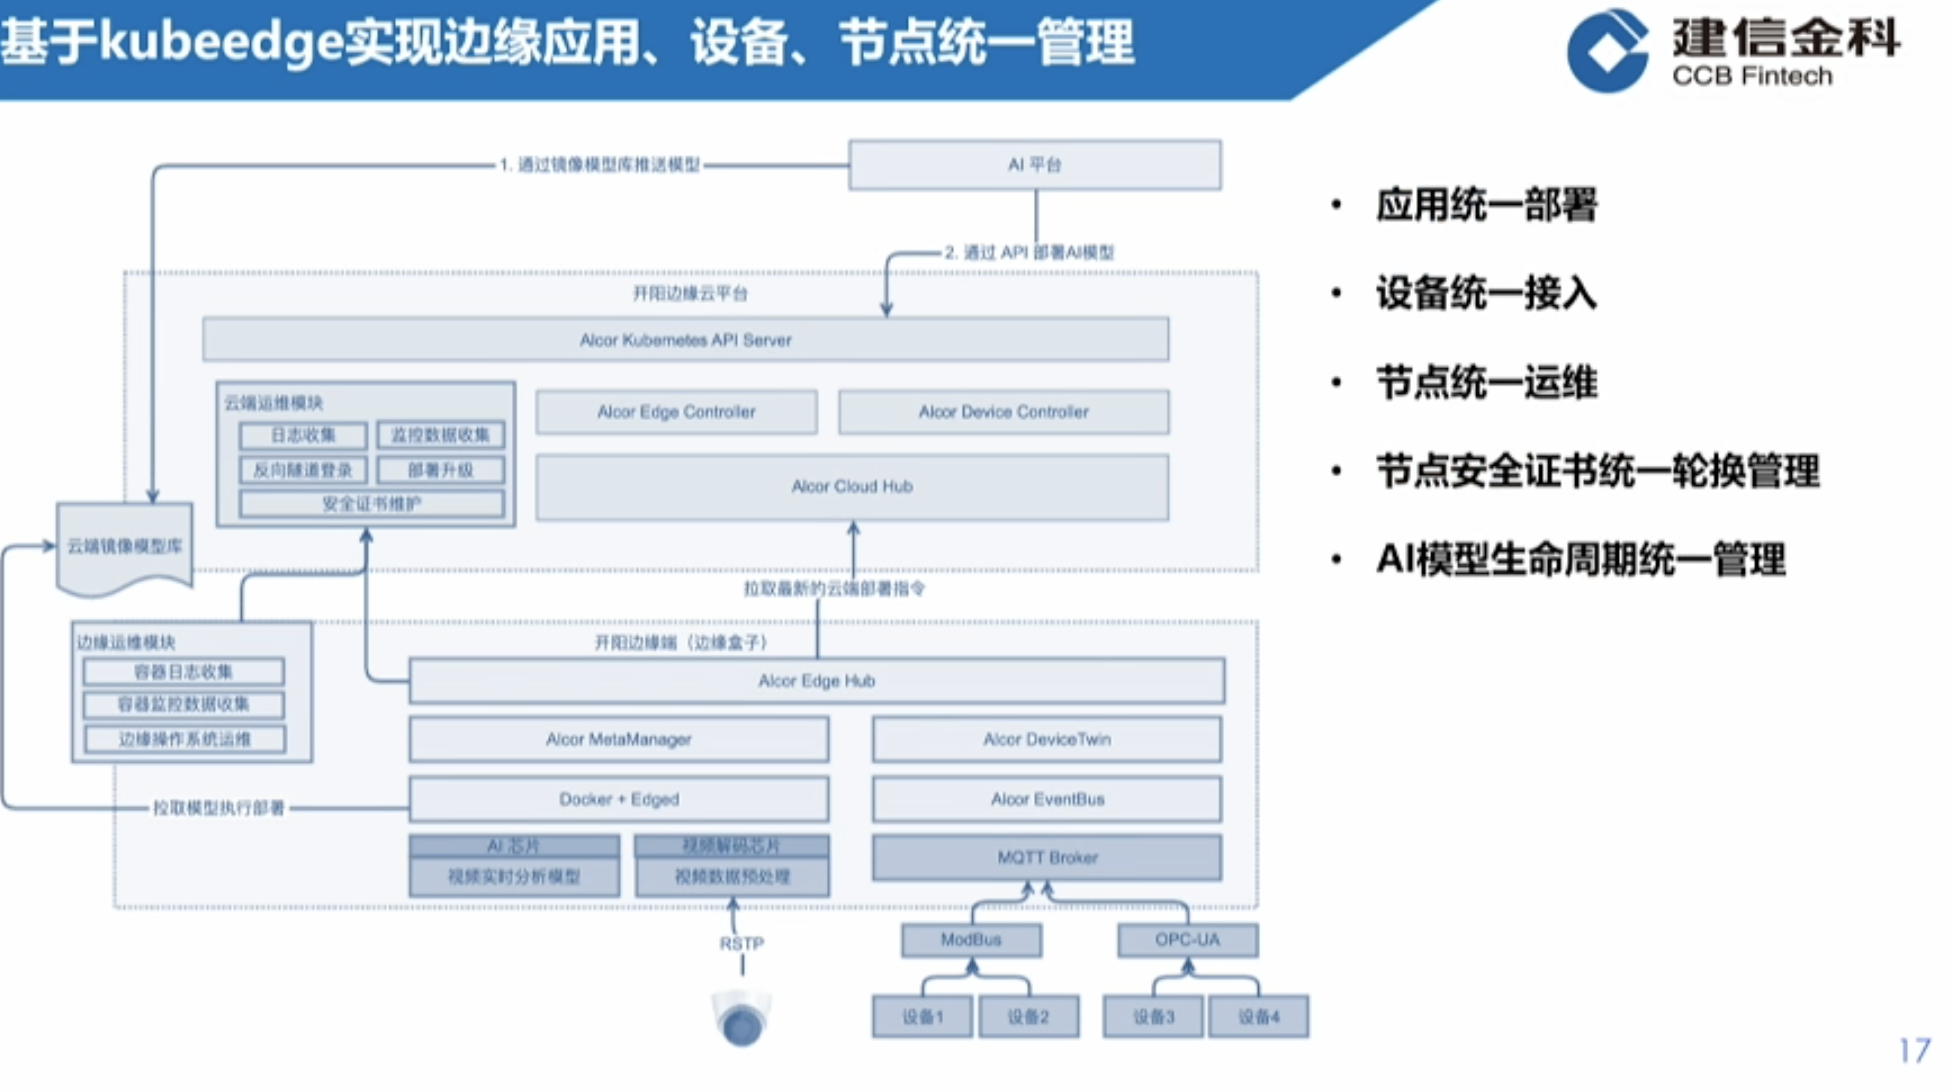 基于kubeedge实现边缘应用、设备、节点统一管理
建信金科
CCB Fintech
1. 通过镜像模型库推送模型
AI 平台
2. 通过 API 部署AI模型
开阳边缘云平台
Alcor Kubernetes API Server
云端运维模块
日志收集
监控数据收集
反向隧道登录
部署升级
安全证书维护
Alcor Edge Controller
Alcor Device Controller
Alcor Cloud Hub
云端镜像模型库
拉取最新的云端部署指令
边缘运维模块
容器日志收集
容器监控数据收集
边缘操作系统运维
开阳边缘端（边缘盒子）
Alcor Edge Hub
Alcor MetaManager
Alcor DeviceTwin
Docker + Edged
Alcor EventBus
拉取模型执行部署
AI 芯片
视频实时分析模型
视频解码芯片
视频数据预处理
MQTT Broker
RSTP
ModBus
OPC-UA
设备1
设备2
设备3
设备4
• 应用统一部署
• 设备统一接入
• 节点统一运维
• 节点安全证书统一轮换管理
• AI模型生命周期统一管理
17